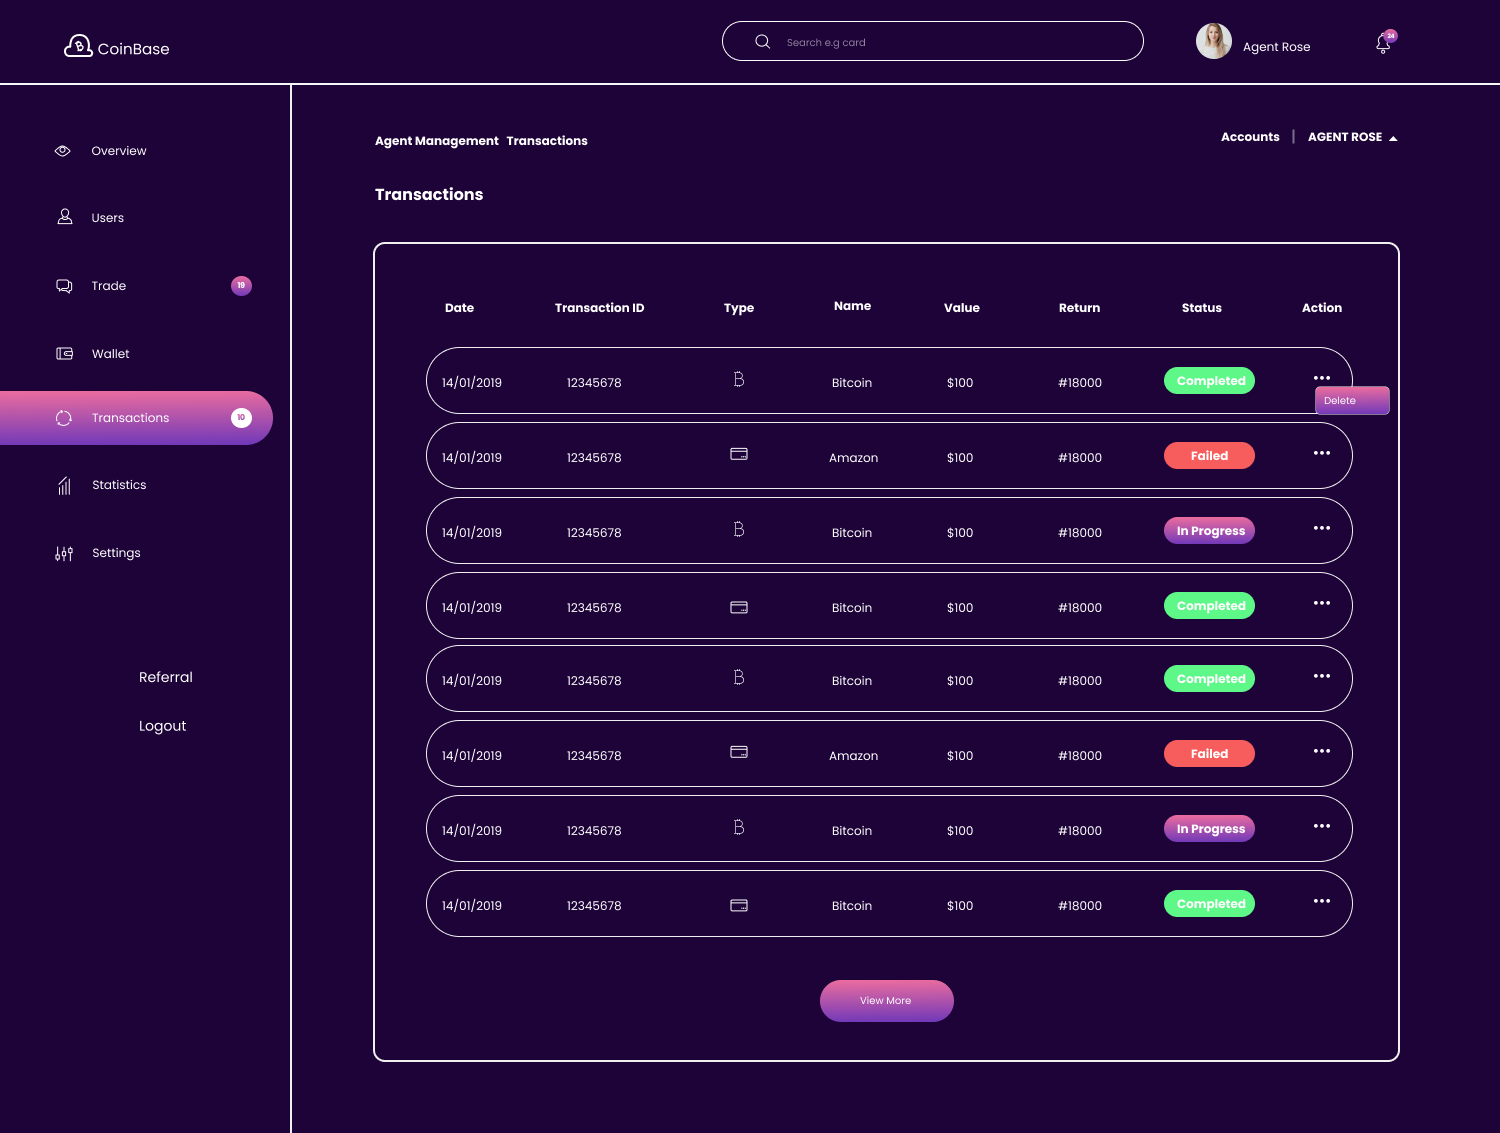 CoinBase
Search e.g card
Agent Rose
24
Overview
Users
Trade 19
Wallet
Transactions 10
Statistics
Settings
Referral
Logout
Agent Management Transactions
Accounts | AGENT ROSE
Transactions
Date Transaction ID Type Name Value Return Status Action
14/01/2019 12345678 Bitcoin $100 #18000 Completed
Delete
14/01/2019 12345678 Amazon $100 #18000 Failed
14/01/2019 12345678 Bitcoin $100 #18000 In Progress
14/01/2019 12345678 Bitcoin $100 #18000 Completed
14/01/2019 12345678 Bitcoin $100 #18000 Completed
14/01/2019 12345678 Amazon $100 #18000 Failed
14/01/2019 12345678 Bitcoin $100 #18000 In Progress
14/01/2019 12345678 Bitcoin $100 #18000 Completed
View More